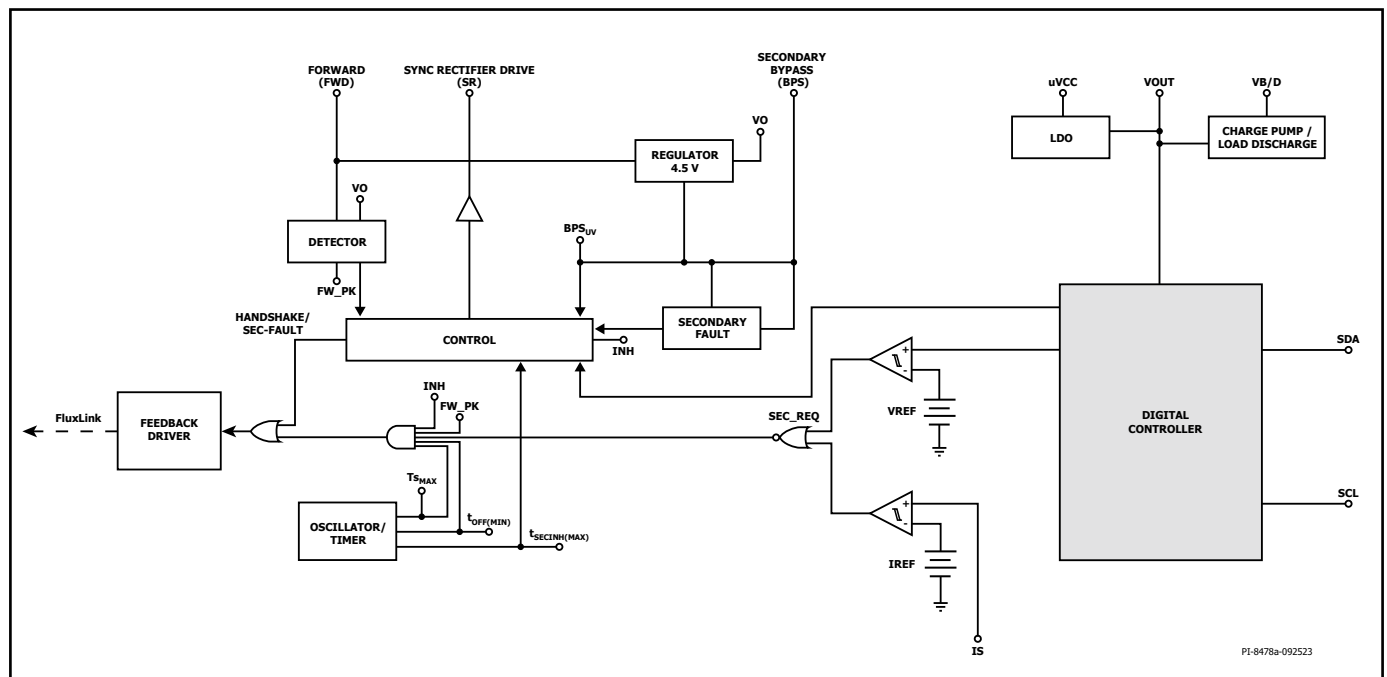 FORWARD
(FWD)
SYNC RECTIFIER DRIVE
(SR)
SECONDARY
BYPASS
(BPS)
uVCC
VOUT
VB/D
VO
LDO
CHARGE PUMP /
LOAD DISCHARGE
REGULATOR
4.5 V
VO
DETECTOR
BPSUV
FW_PK
HANDSHAKE/
SEC-FAULT
CONTROL
SECONDARY
FAULT
INH
SDA
+
-
VREF
INH
FW_PK
SEC_REQ
FluxLink
FEEDBACK
DRIVER
DIGITAL
CONTROLLER
TsMAX
OSCILLATOR/
TIMER
tOFF(MIN)
tSECINH(MAX)
+
-
IREF
SCL
IS
PI-8478a-092523